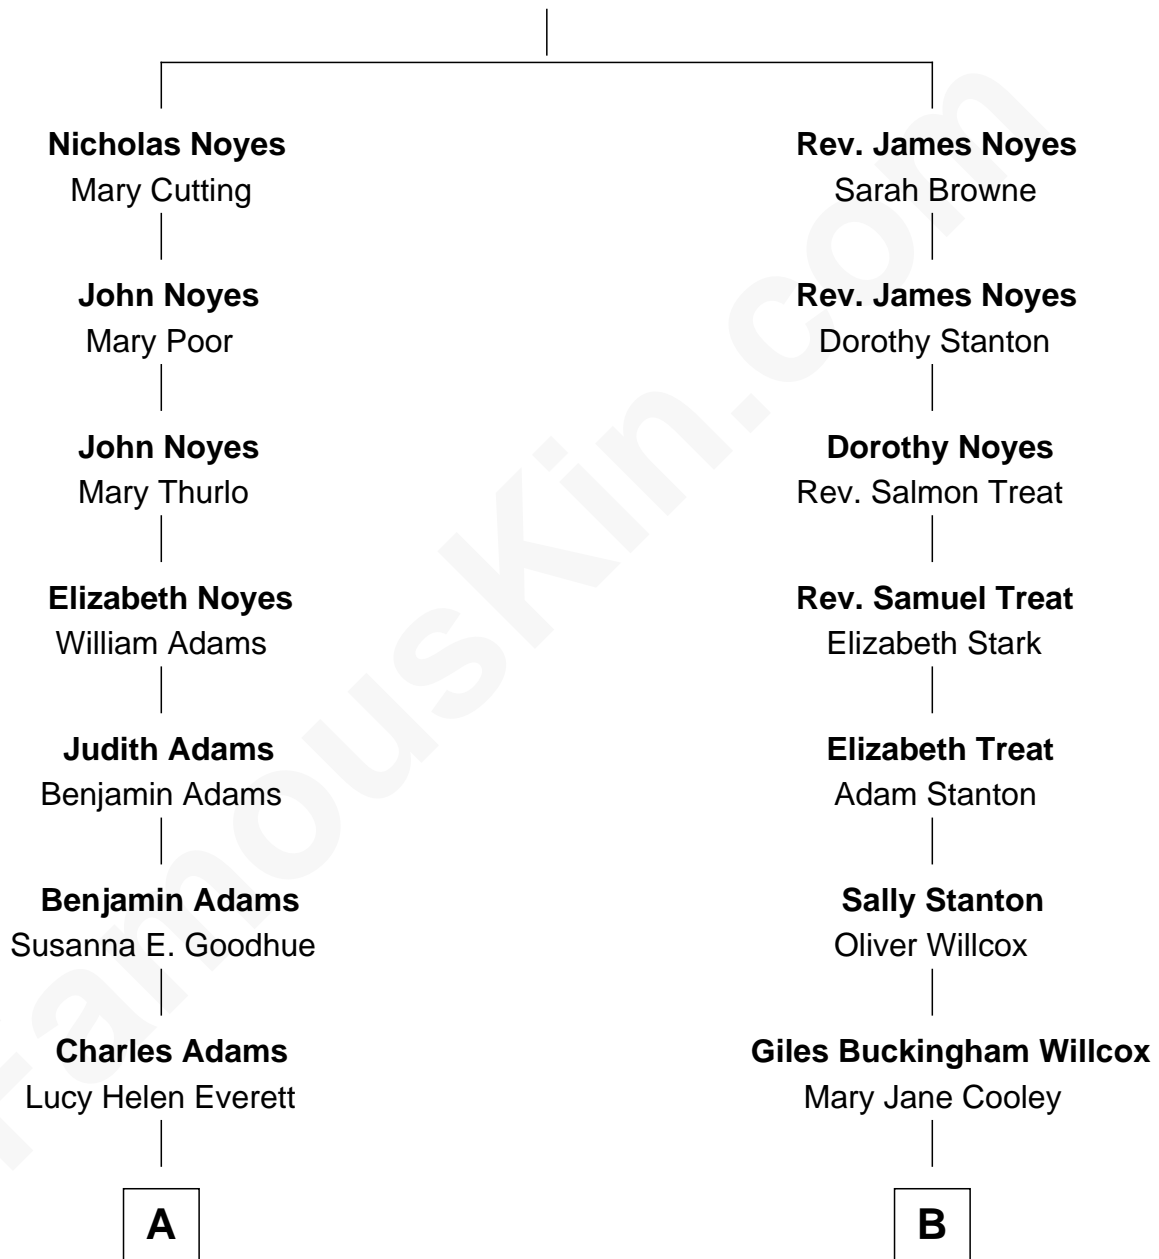 Nicholas Noyes
Mary Cutting
Rev. James Noyes
Sarah Browne
John Noyes
Mary Poor
Rev. James Noyes
Dorothy Stanton
John Noyes
Mary Thurlo
Dorothy Noyes
Rev. Salmon Treat
Elizabeth Noyes
William Adams
Rev. Samuel Treat
Elizabeth Stark
Judith Adams
Benjamin Adams
Elizabeth Treat
Adam Stanton
Benjamin Adams
Susanna E. Goodhue
Sally Stanton
Oliver Willcox
Charles Adams
Lucy Helen Everett
Giles Buckingham Willcox
Mary Jane Cooley
A
B
FamousKin.com